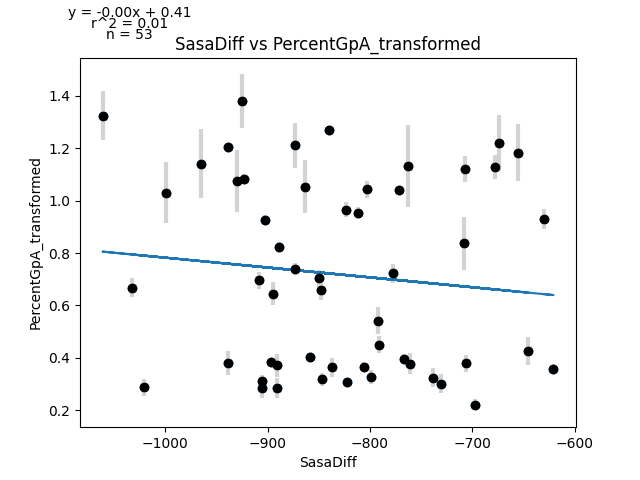 y = -0.00x + 0.41
r^2 = 0.01
n = 53
SasaDiff vs PercentGpA_transformed
PercentGpA_transformed
1.4
1.2
1.0
0.8
0.6
0.4
0.2
−1000 −900 −800 −700 −600
SasaDiff